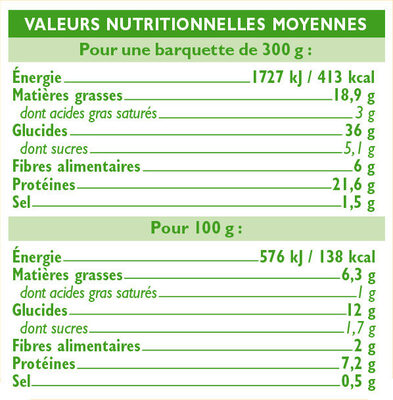 VALEURS NUTRITIONNELLES MOYENNES
Pour une barquette de 300 g :
Énergie 1727 kJ / 413 kcal
Matières grasses 18,9 g
dont acides gras saturés 3 g
Glucides 36 g
dont sucres 5,1 g
Fibres alimentaires 6 g
Protéines 21,6 g
Sel 1,5 g
Pour 100 g :
Énergie 576 kJ / 138 kcal
Matières grasses 6,3 g
dont acides gras saturés 1 g
Glucides 12 g
dont sucres 1,7 g
Fibres alimentaires 2 g
Protéines 7,2 g
Sel 0,5 g